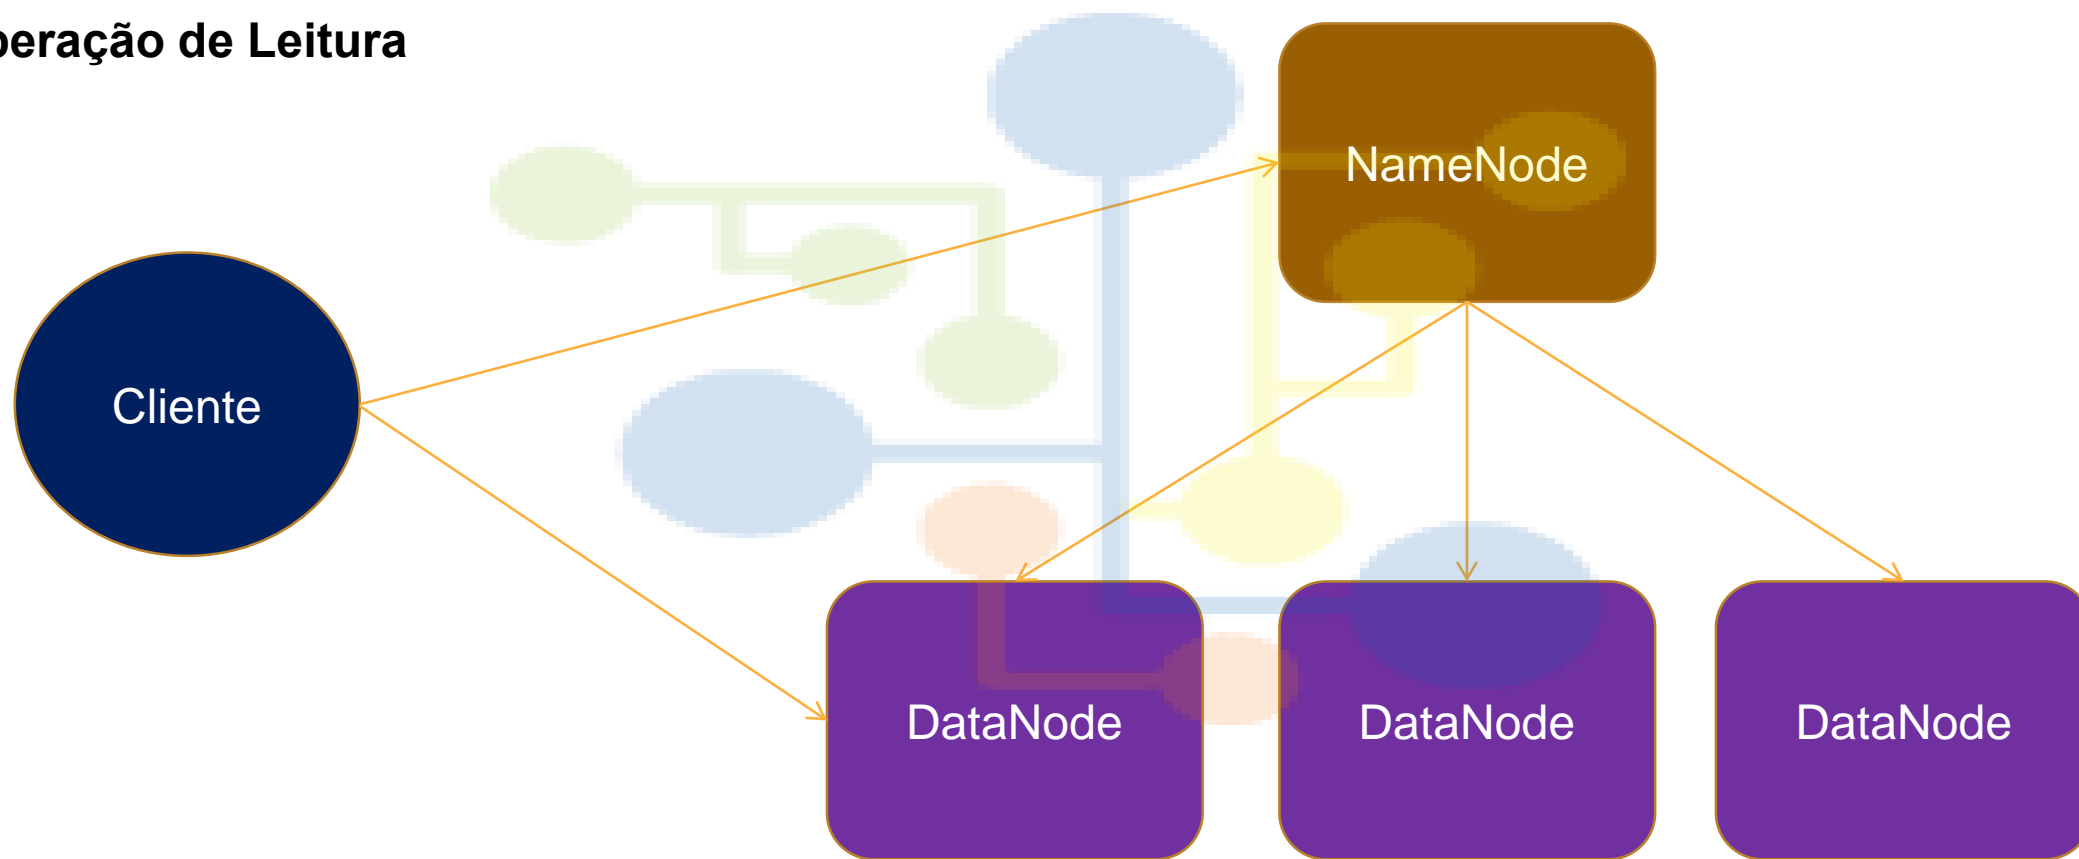 peração de Leitura
NameNode
Cliente
DataNode
DataNode
DataNode